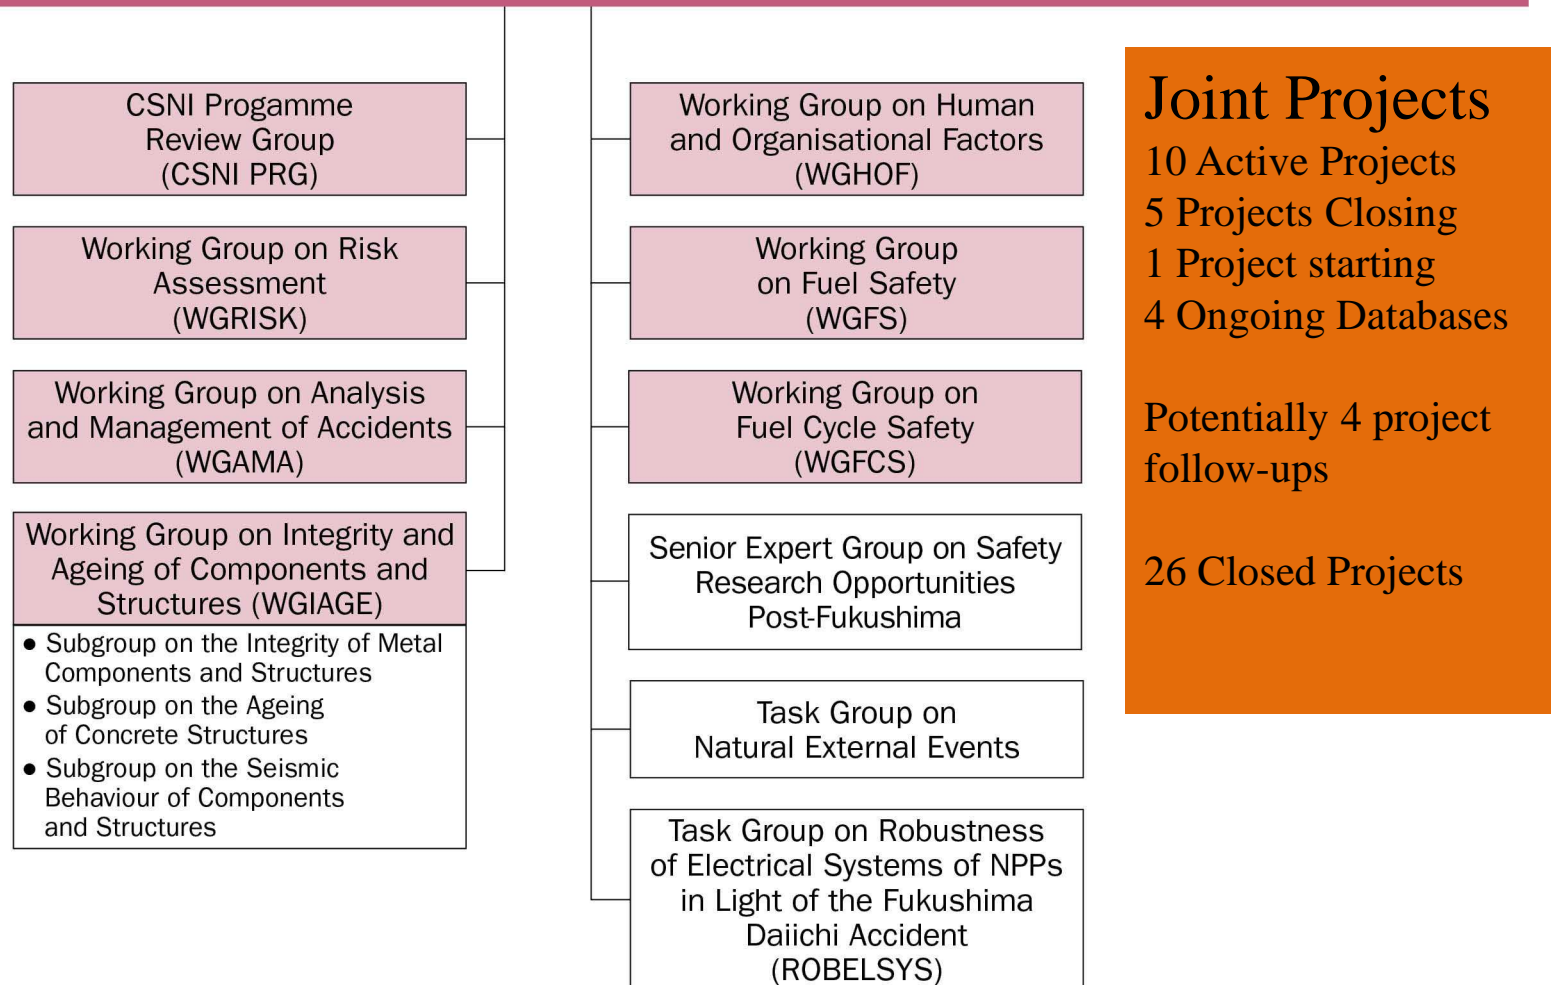 CSNI Progamme
Review Group
(CSNI PRG)
Working Group on Risk
Assessment
(WGRISK)
Working Group on Analysis
and Management of Accidents
(WGAMA)
Working Group on Integrity and
Ageing of Components and
Structures (WGIAGE)
● Subgroup on the Integrity of Metal
Components and Structures
● Subgroup on the Ageing
of Concrete Structures
● Subgroup on the Seismic
Behaviour of Components
and Structures
Working Group on Human
and Organisational Factors
(WGHOF)
Working Group
on Fuel Safety
(WGFS)
Working Group on
Fuel Cycle Safety
(WGFCS)
Senior Expert Group on Safety
Research Opportunities
Post-Fukushima
Task Group on
Natural External Events
Task Group on Robustness
of Electrical Systems of NPPs
in Light of the Fukushima
Daiichi Accident
(ROBELSYS)
Joint Projects
10 Active Projects
5 Projects Closing
1 Project starting
4 Ongoing Databases
Potentially 4 project
follow-ups
26 Closed Projects